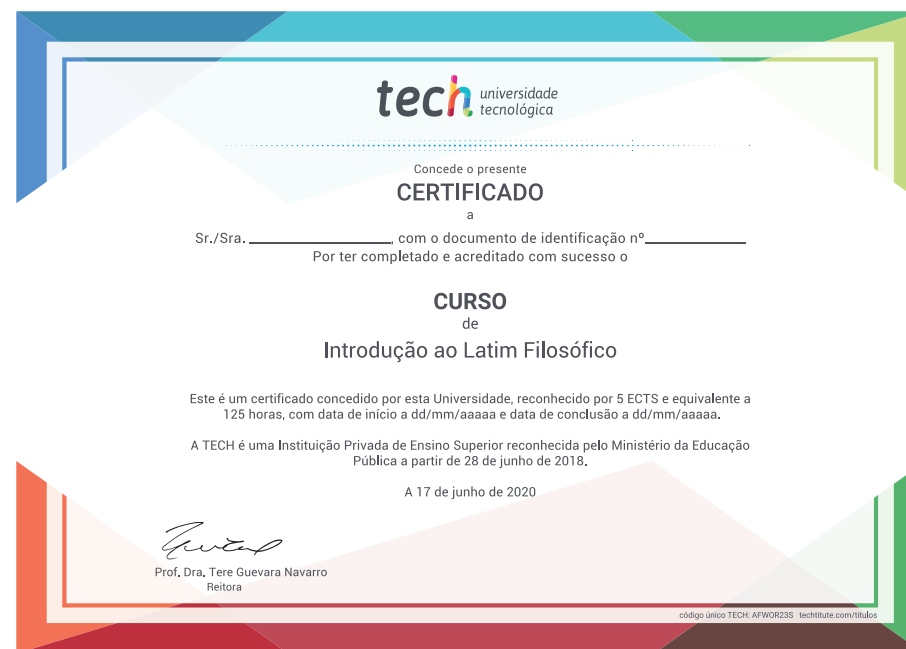 tech universidade
tecnológica
Concede o presente
CERTIFICADO
a
Sr./Sra. ____________________, com o documento de identificação nº______________
Por ter completado e acreditado com sucesso o
CURSO
de
Introdução ao Latim Filosófico
Este é um certificado concedido por esta Universidade, reconhecido por 5 ECTS e equivalente a
125 horas, com data de início a dd/mm/aaaaa e data de conclusão a dd/mm/aaaaa.
A TECH é uma Instituição Privada de Ensino Superior reconhecida pelo Ministério da Educação
Pública a partir de 28 de junho de 2018.
A 17 de junho de 2020
Prof. Dra. Tere Guevara Navarro
Reitora
código único TECH: AFWOR23S techtitute.com/titulos